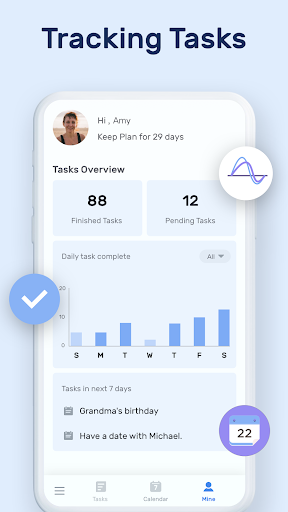 Tracking Tasks
Hi , Amy
Keep Plan for 29 days
Tasks Overview
88
12
Finished Tasks
Pending Tasks
Daily task complete
All
20
10
0
S M T W T F S
Tasks in next 7 days
Grandma's birthday
Have a date with Michael.
22
7
Tasks
Calendar
Mine